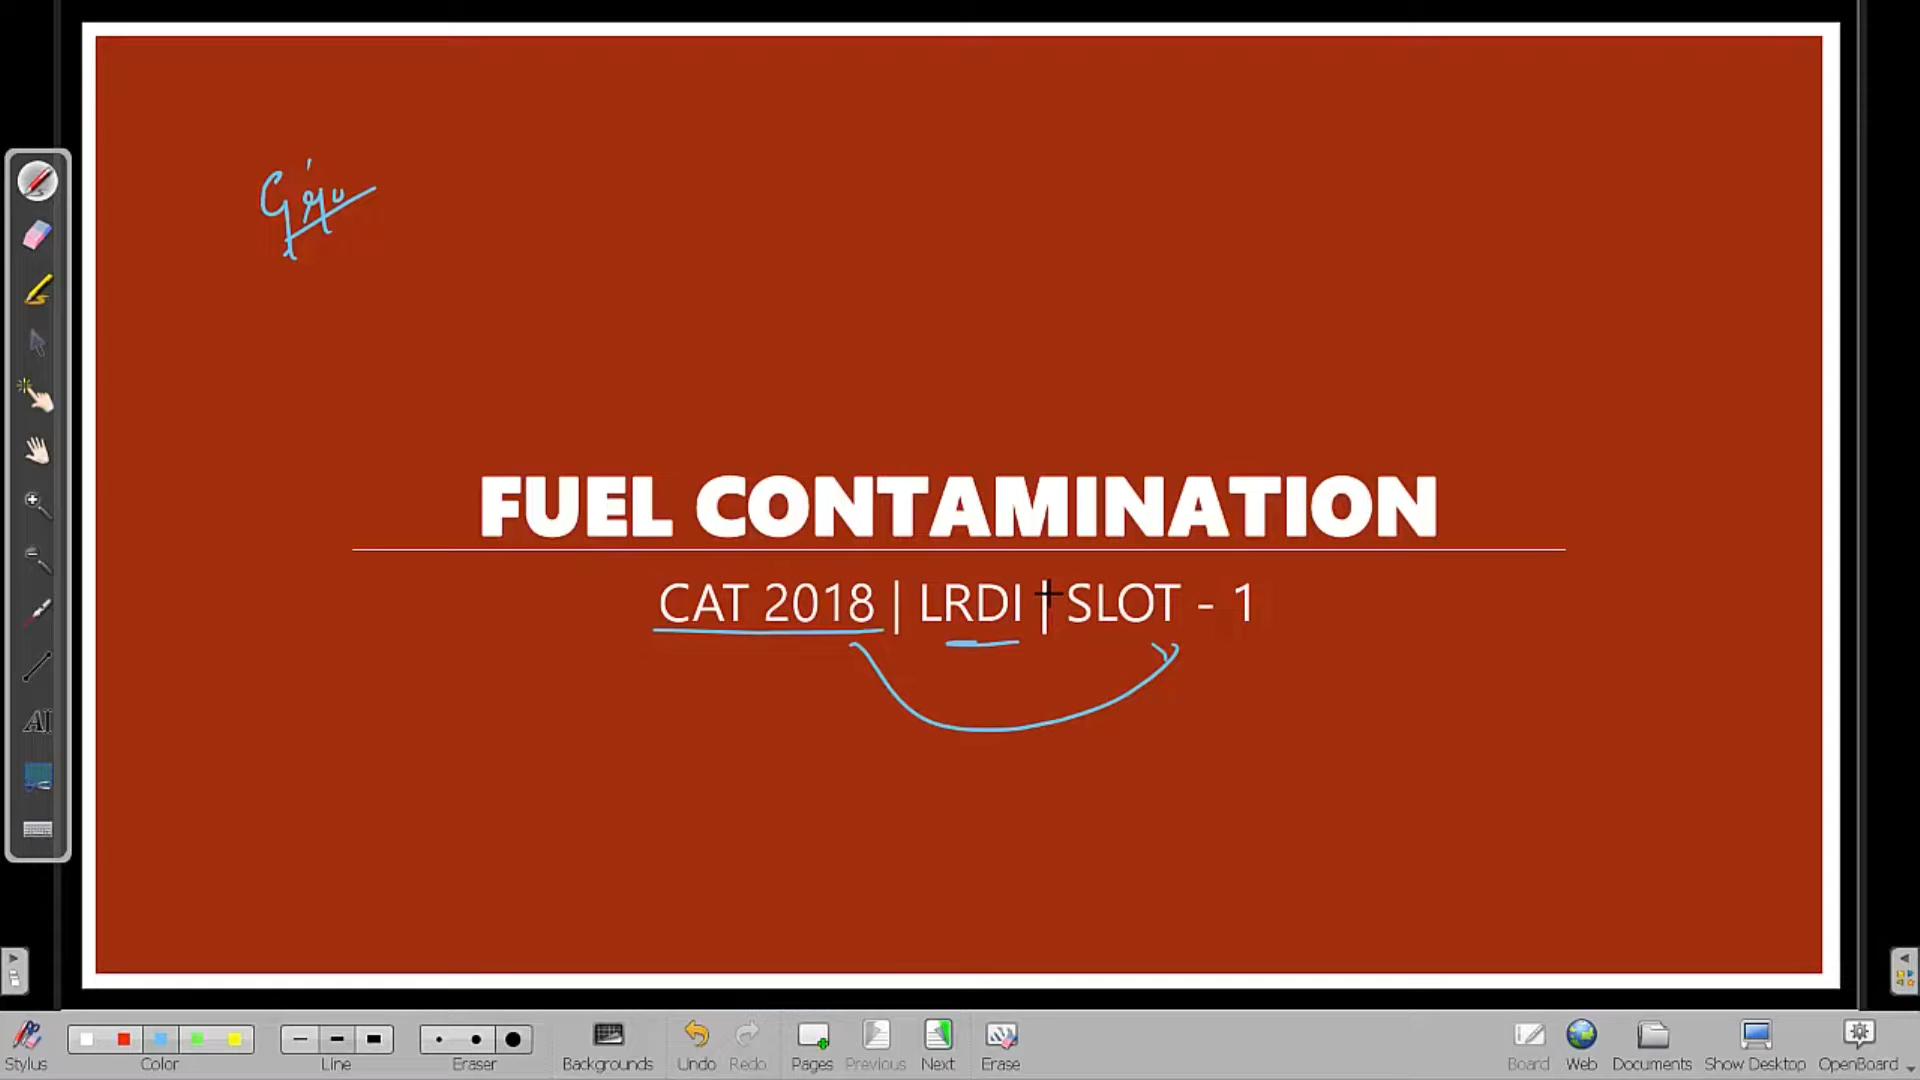 FUEL CONTAMINATION
CAT 2018 | LRDI | SLOT - 1
Stylus
Color
Line
Eraser
Backgrounds
Undo
Redo
Pages
Previous
Next
Erase
Board
Web
Documents
Show Desktop
OpenBoard